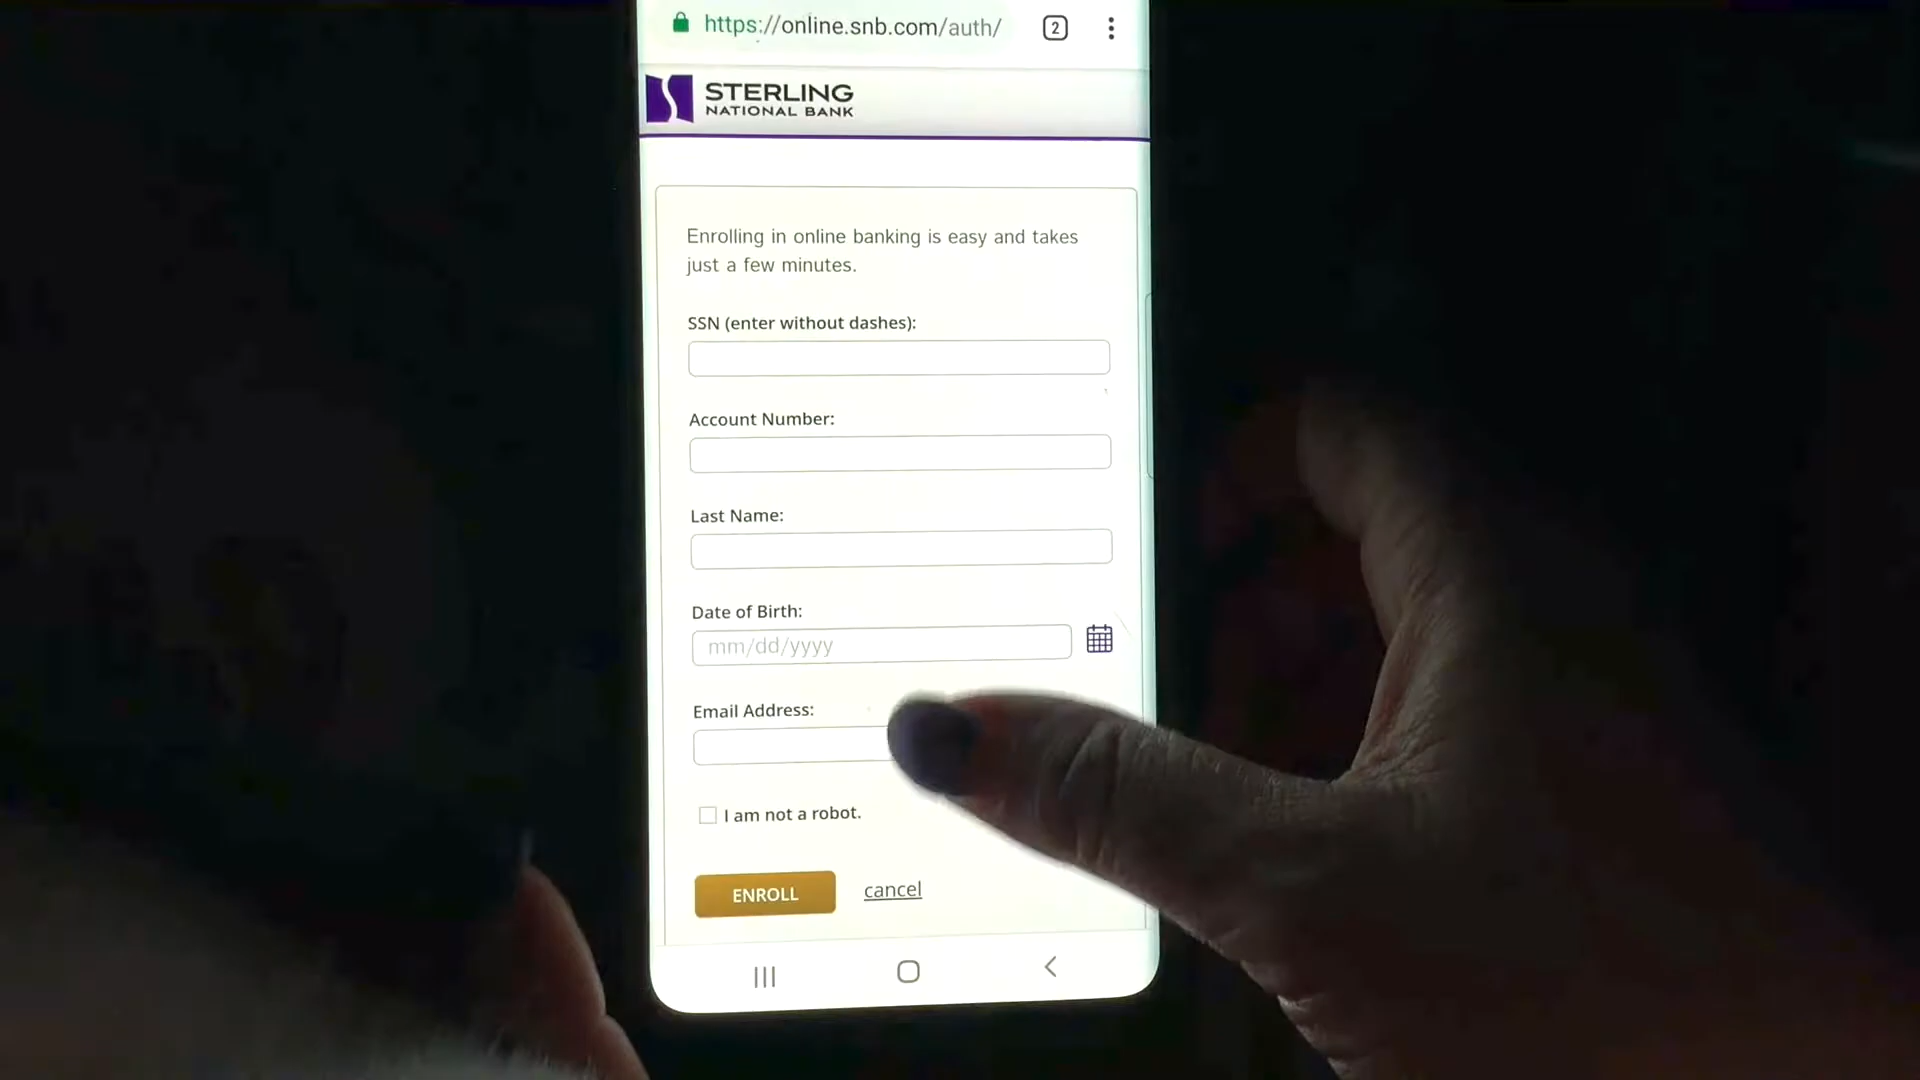 https://online.snb.com/auth/
2
STERLING
NATIONAL BANK
Enrolling in online banking is easy and takes
just a few minutes.
SSN (enter without dashes):
Account Number:
Last Name:
Date of Birth:
mm/dd/yyyy
Email Address:
I am not a robot.
ENROLL
cancel